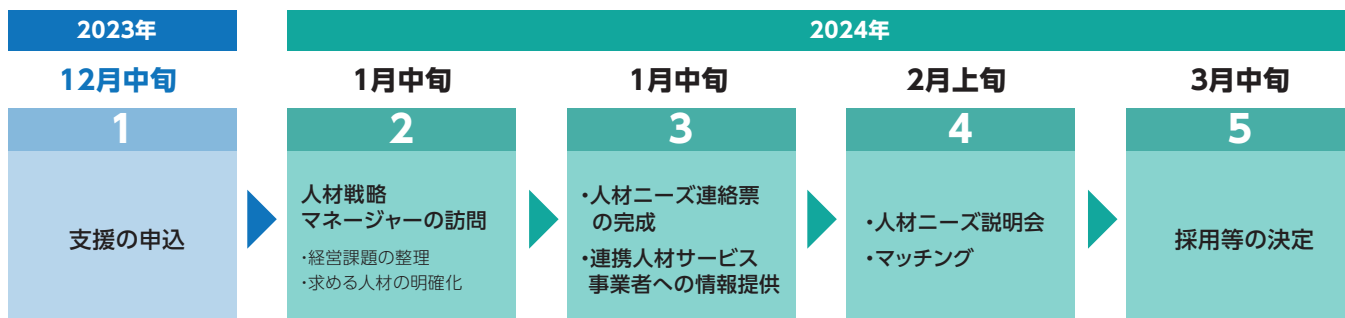 2023年
2024年
12月中旬
1月中旬
1月中旬
2月上旬
3月中旬
1
2
3
4
5
支援の申込
人材戦略
マネージャーの訪問
・経営課題の整理
・求める人材の明確化
・人材ニーズ連絡票
の完成
・連携人材サービス
事業者への情報提供
・人材ニーズ説明会
・マッチング
採用等の決定